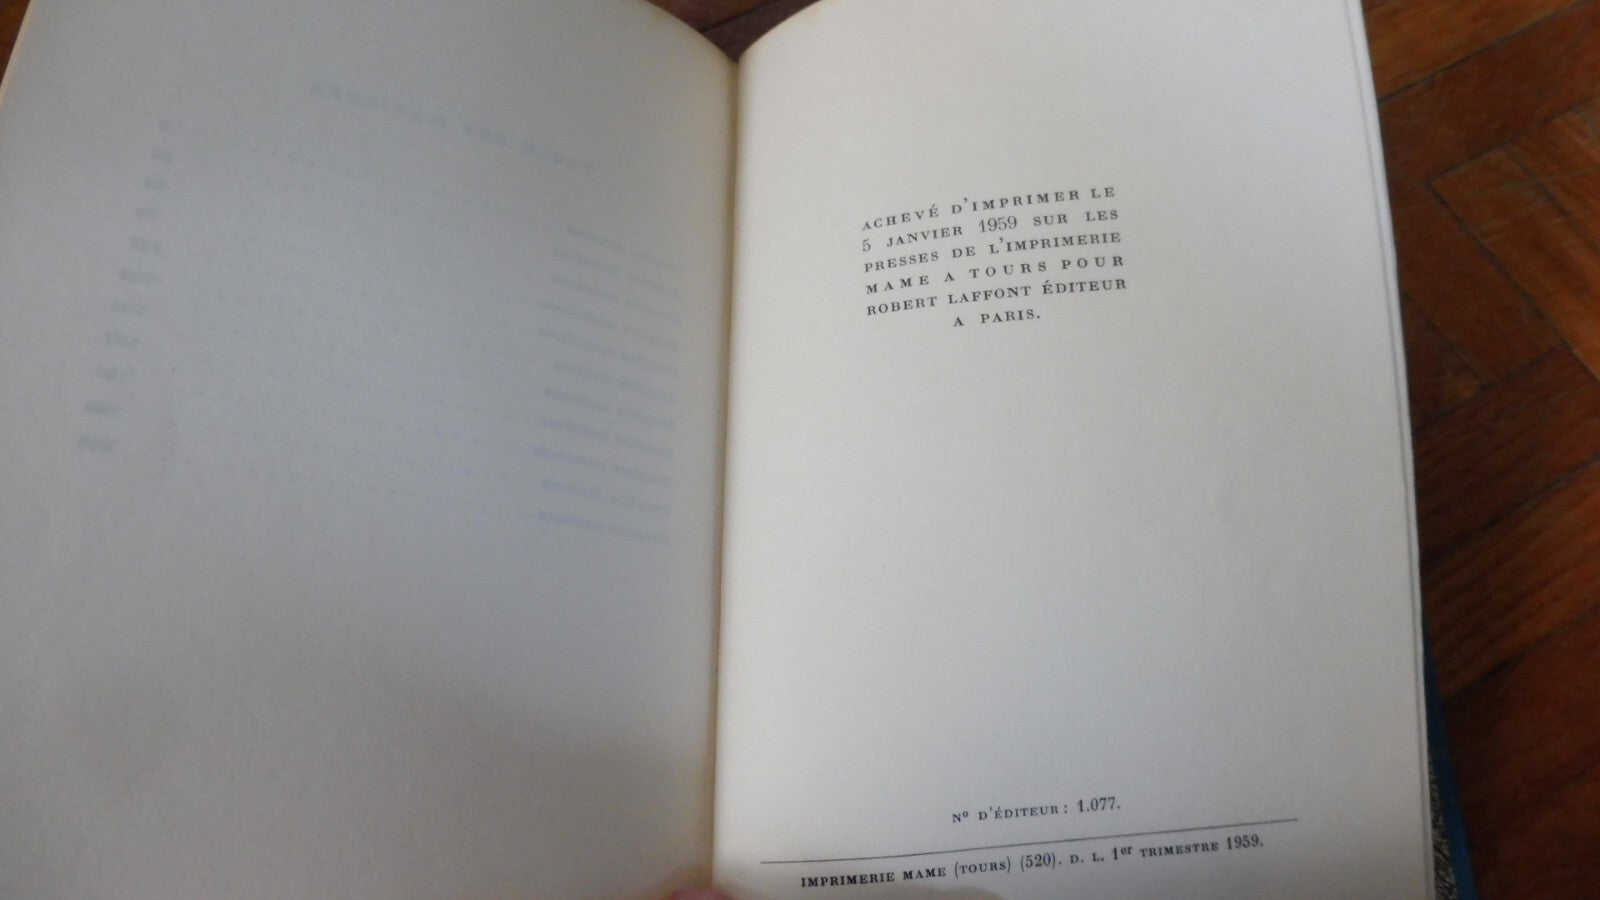 ACHEVÉ D'IMPRIMER LE
5 JANVIER 1959 SUR LES
PRESSES DE L'IMPRIMERIE
MAME A TOURS POUR
ROBERT LAFFONT ÉDITEUR
A PARIS.
Nº D'ÉDITEUR : 1.077.
IMPRIMERIE MAME (TOURS) (520). D. L. 1er TRIMESTRE 1959.